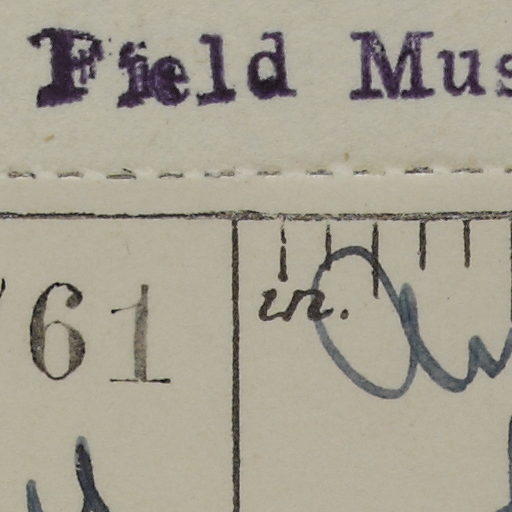 Field Mus
61 in.